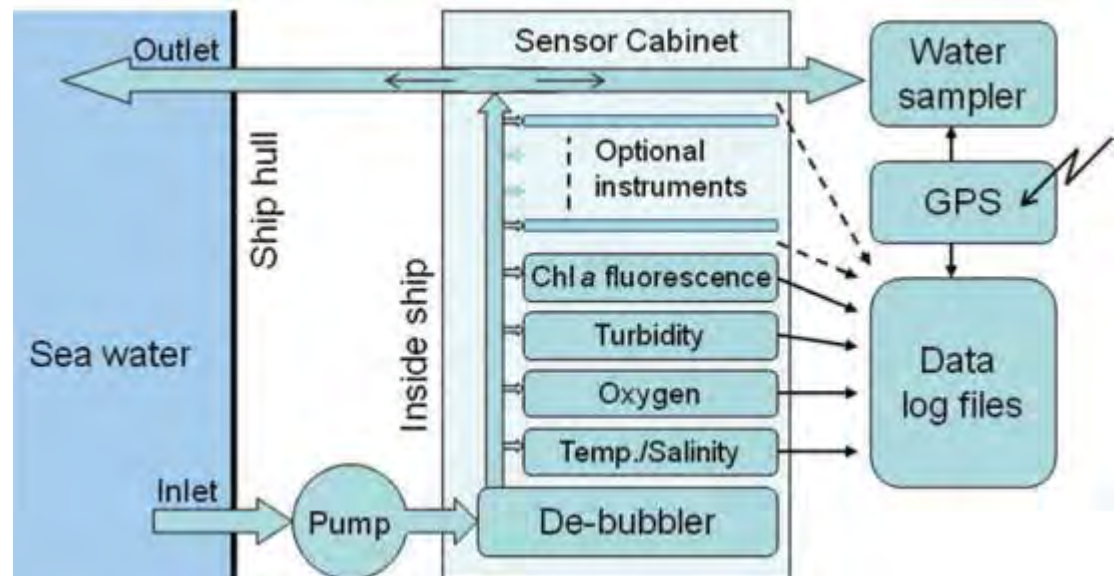 Outlet
Sensor Cabinet
Water
sampler
Ship hull
Optional
instruments
GPS
Inside ship
Chl a fluorescence
Turbidity
Sea water
Oxygen
Data
log files
Temp./Salinity
Inlet
Pump
De-bubbler